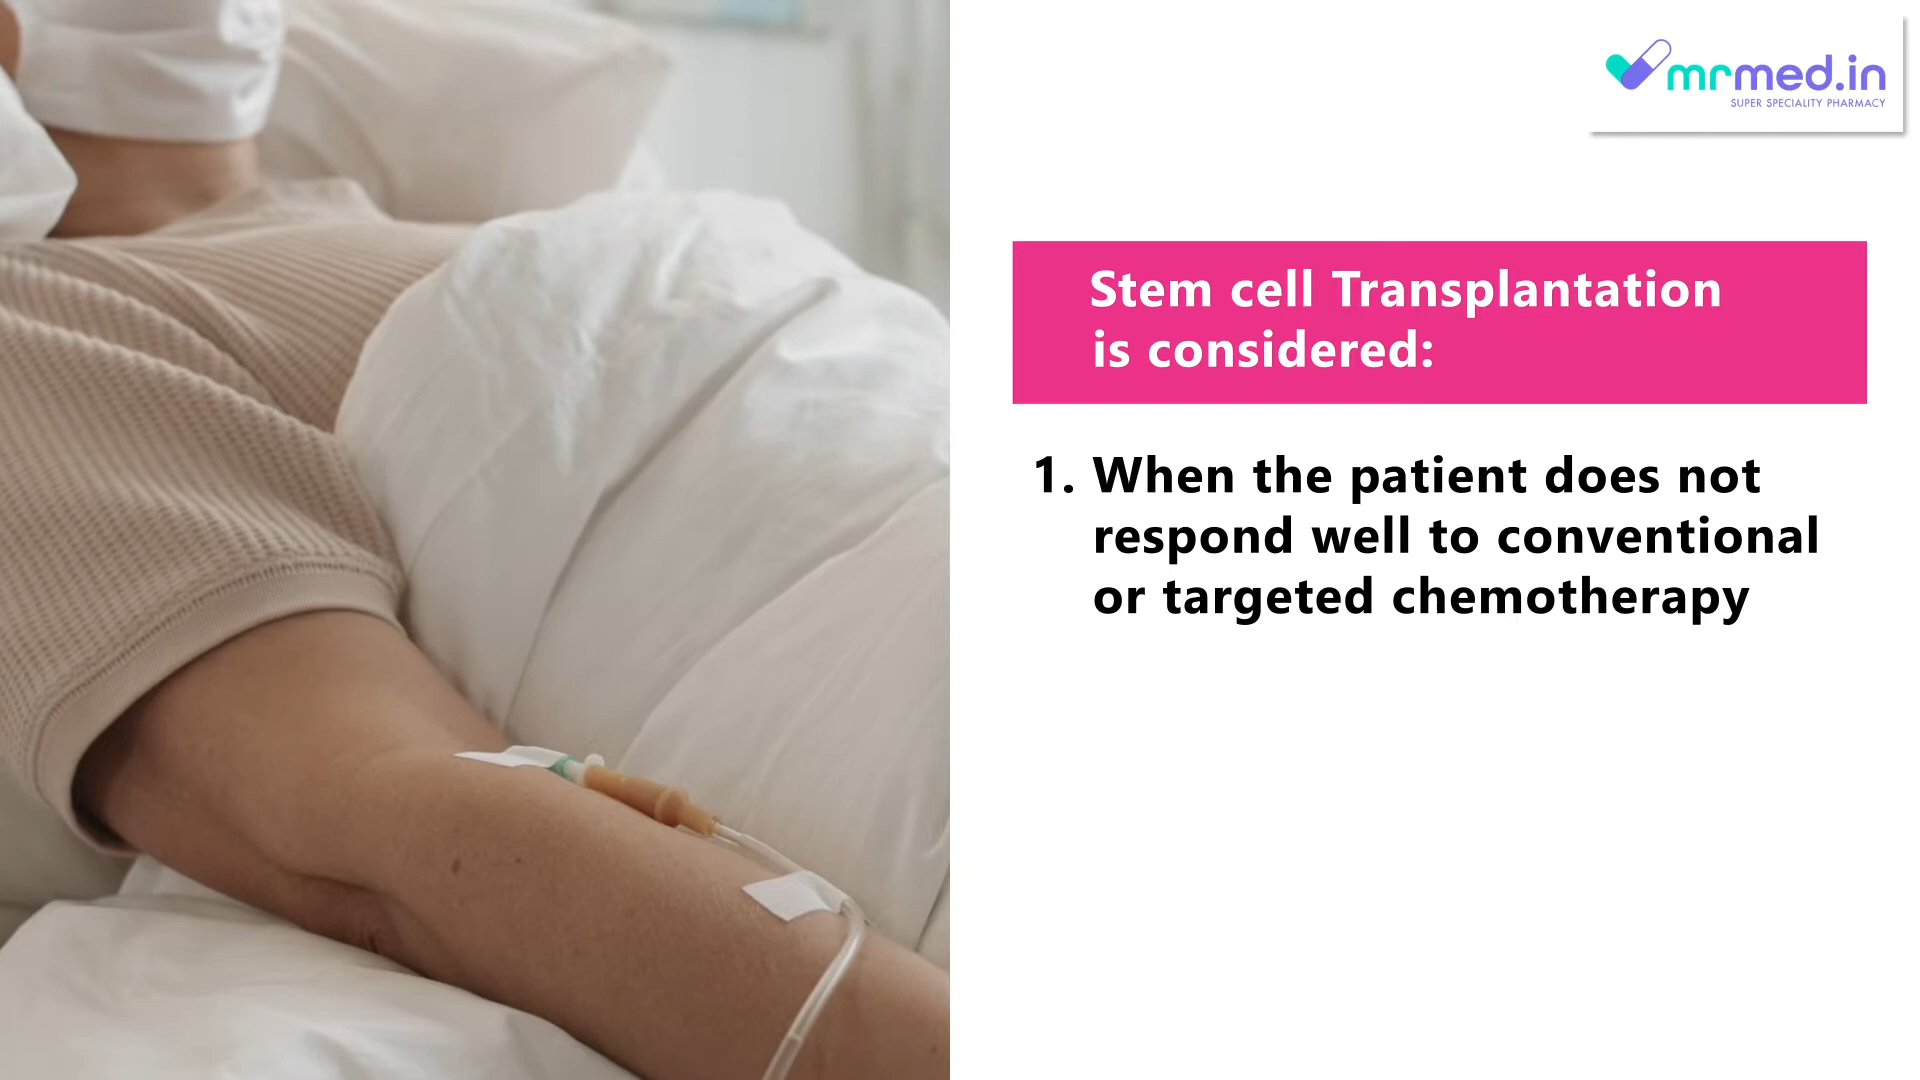 mrmed.in
SUPER SPECIALITY PHARMACY
Stem cell Transplantation
is considered:
1. When the patient does not
respond well to conventional
or targeted chemotherapy